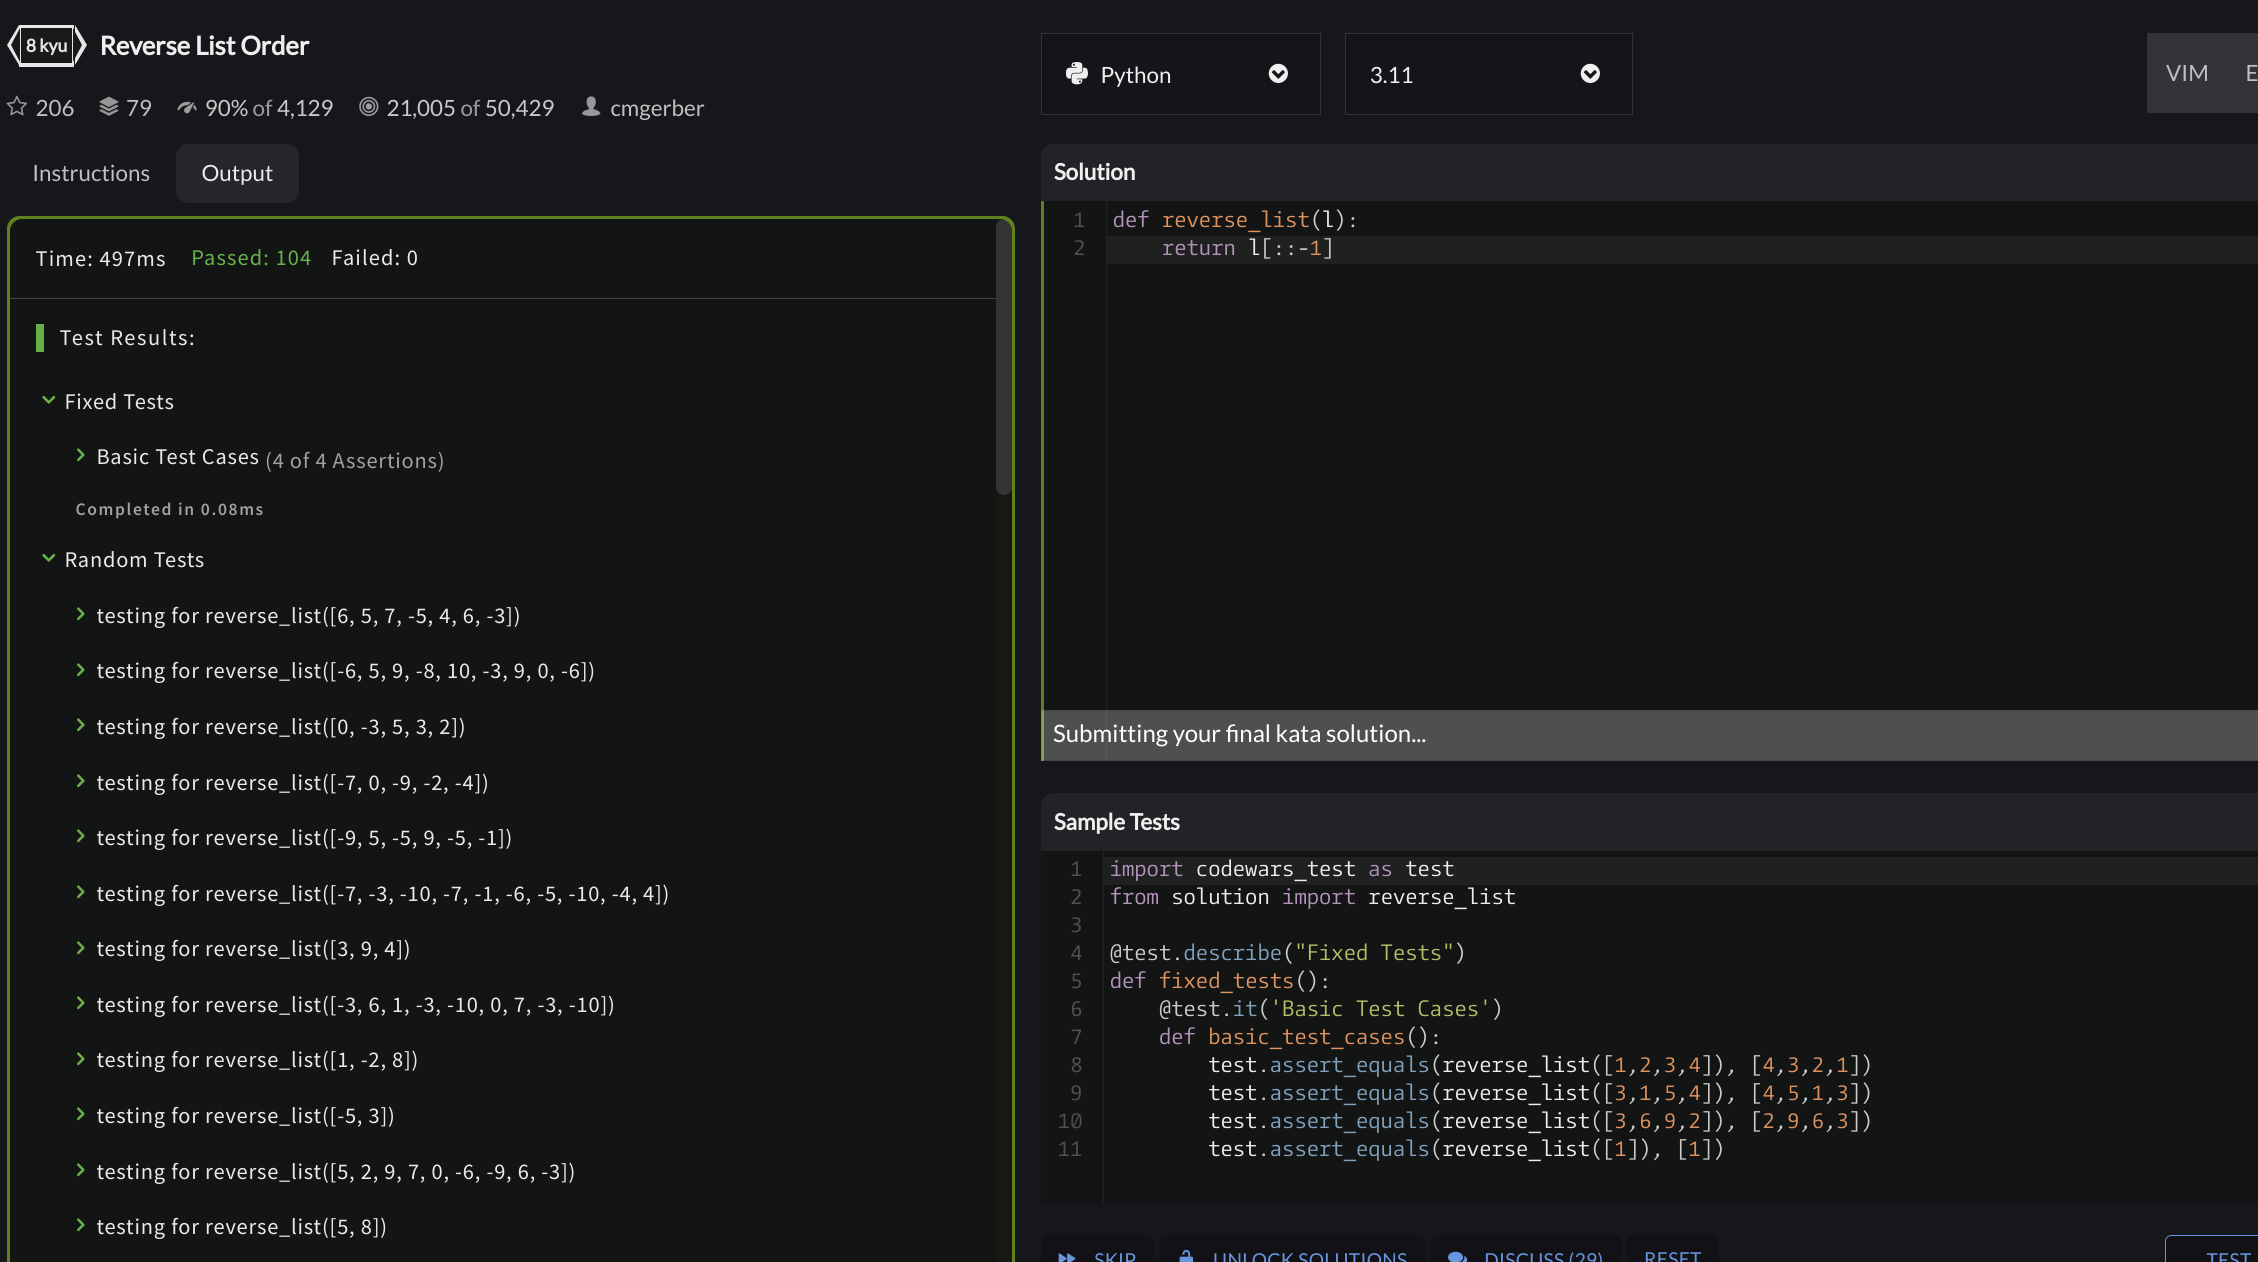 8 kyu Reverse List Order
206 79 90% of 4,129 21,005 of 50,429 cmgerber
Instructions Output
Time: 497ms Passed: 104 Failed: 0
Test Results:
Fixed Tests
Basic Test Cases (4 of 4 Assertions)
Completed in 0.08ms
Random Tests
testing for reverse_list([6, 5, 7, -5, 4, 6, -3])
testing for reverse_list([-6, 5, 9, -8, 10, -3, 9, 0, -6])
testing for reverse_list([0, -3, 5, 3, 2])
testing for reverse_list([-7, 0, -9, -2, -4])
testing for reverse_list([-9, 5, -5, 9, -5, -1])
testing for reverse_list([-7, -3, -10, -7, -1, -6, -5, -10, -4, 4])
testing for reverse_list([3, 9, 4])
testing for reverse_list([-3, 6, 1, -3, -10, 0, 7, -3, -10])
testing for reverse_list([1, -2, 8])
testing for reverse_list([-5, 3])
testing for reverse_list([5, 2, 9, 7, 0, -6, -9, 6, -3])
testing for reverse_list([5, 8])
Python 3.11 VIM E
Solution
1 def reverse_list(l):
2     return l[::-1]
Submitting your final kata solution...
Sample Tests
1 import codewars_test as test
2 from solution import reverse_list
3
4 @test.describe("Fixed Tests")
5 def fixed_tests():
6     @test.it('Basic Test Cases')
7     def basic_test_cases():
8         test.assert_equals(reverse_list([1,2,3,4]), [4,3,2,1])
9         test.assert_equals(reverse_list([3,1,5,4]), [4,5,1,3])
10         test.assert_equals(reverse_list([3,6,9,2]), [2,9,6,3])
11         test.assert_equals(reverse_list([1]), [1])
SKIP UNLOCK SOLUTIONS DISCUSS (29) RESET TEST